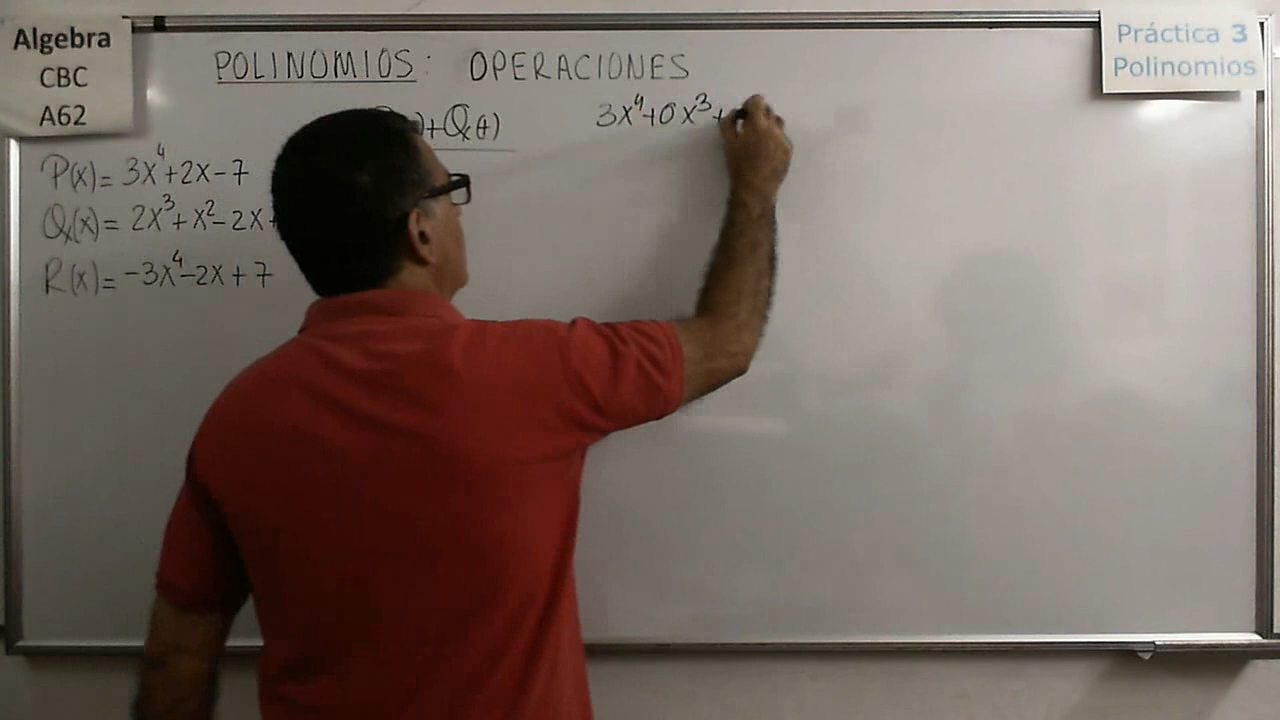 Algebra
CBC
A62
Práctica 3
Polinomios
POLINOMIOS: OPERACIONES
)+Q(x)
3x⁴+0x³+
P(x)= 3x⁴+2x-7
Q(x)= 2x³+x²-2x+
R(x)= -3x⁴-2x+7